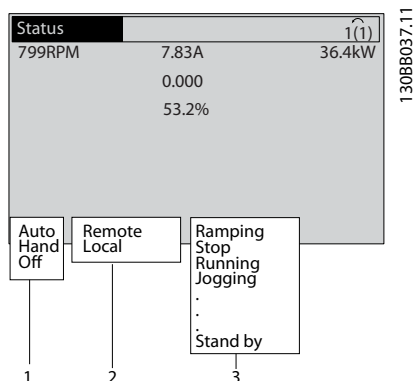 Status
1(1)
799RPM 7.83A 36.4kW
0.000
53.2%
Auto
Hand
Off
Remote
Local
Ramping
Stop
Running
Jogging
.
.
.
Stand by
1 2 3
130BB037.11